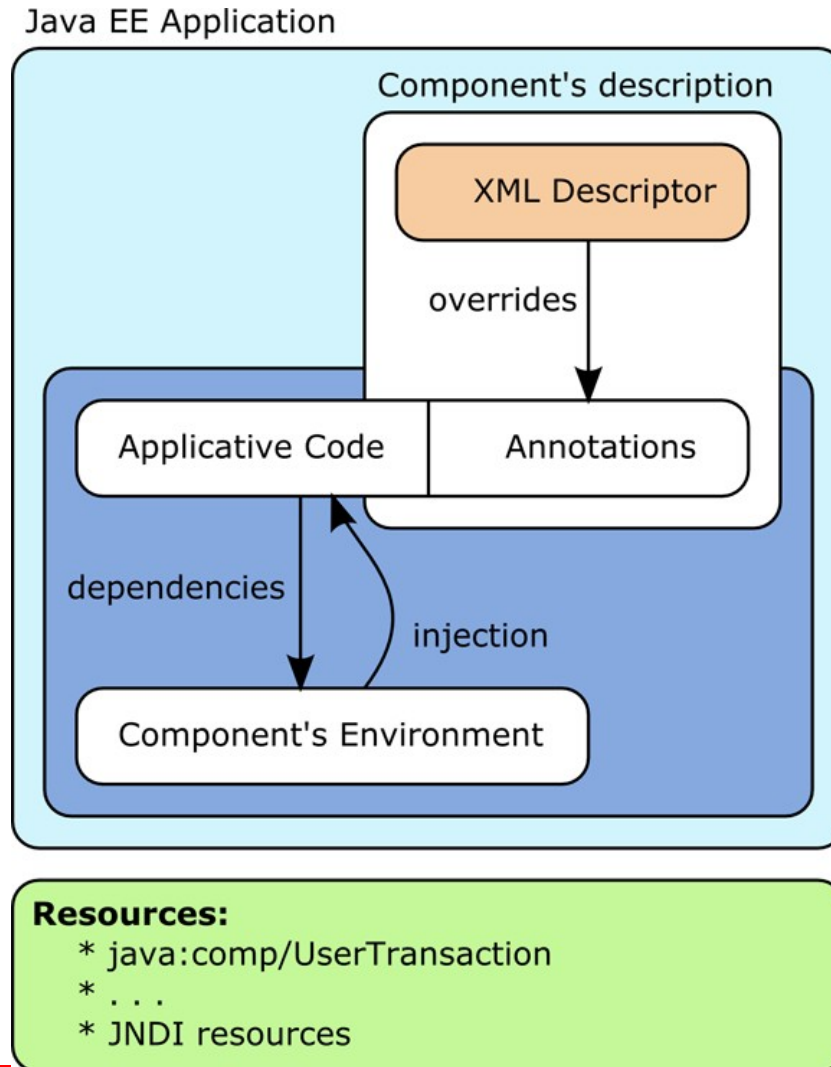 Java EE Application
Component's description
XML Descriptor
overrides
Applicative Code
Annotations
dependencies
injection
Component's Environment
Resources:
* java:comp/UserTransaction
* . . .
* JNDI resources